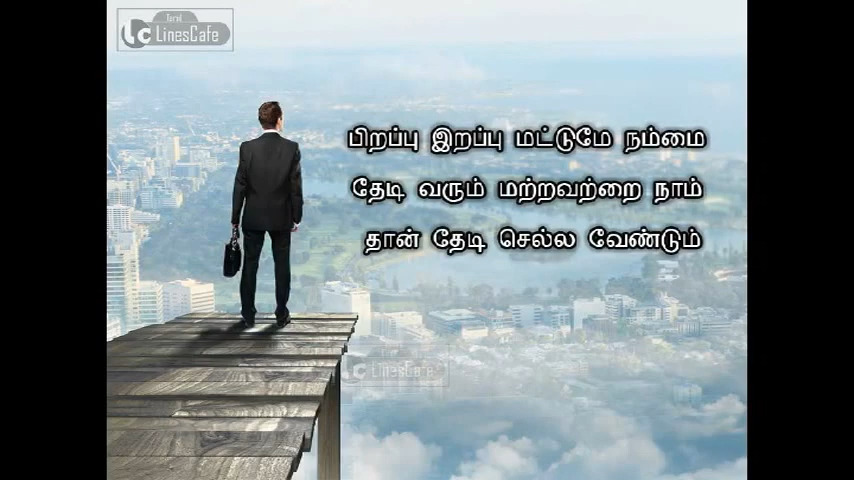 Tamil
LinesCafe
பிறப்பு இறப்பு மட்டுமே நம்மை
தேடி வரும் மற்றவற்றை நாம்
தான் தேடி செல்ல வேண்டும்
LinesCafe